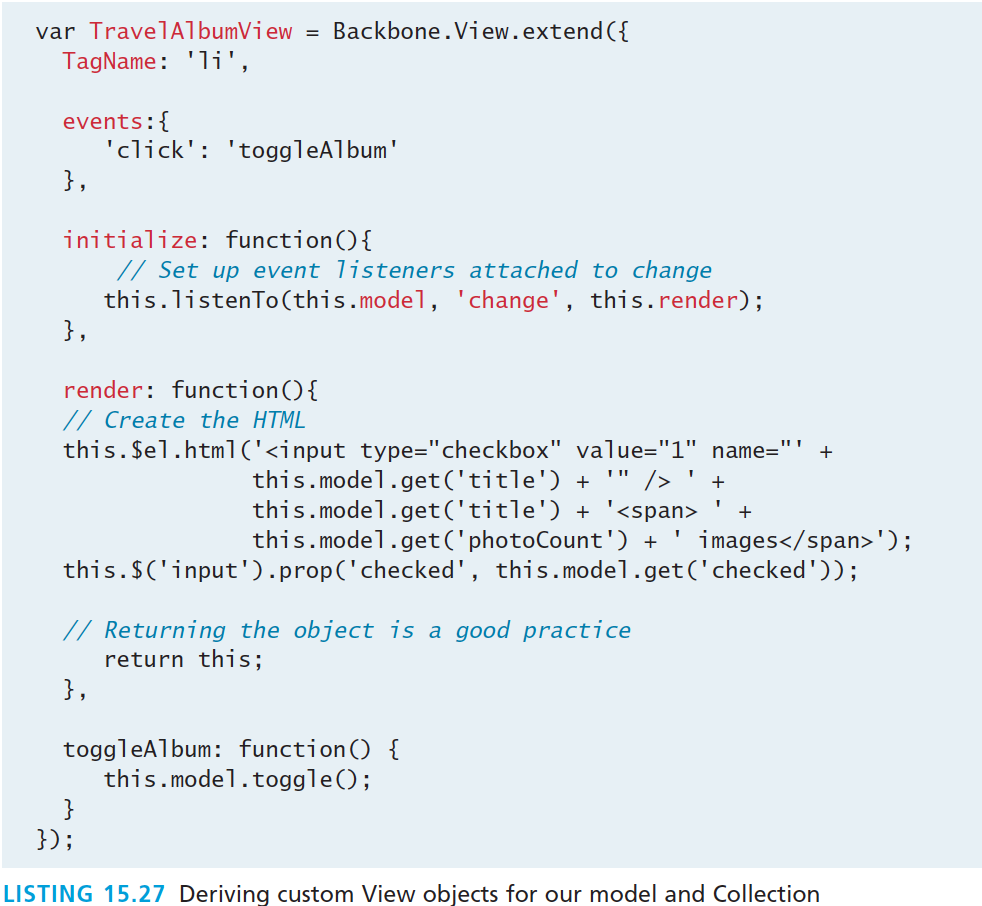 var TravelAlbumView = Backbone.View.extend({
  TagName: 'li',

  events:{
     'click': 'toggleAlbum'
  },

  initialize: function(){
      // Set up event listeners attached to change
     this.listenTo(this.model, 'change', this.render);
  },

  render: function(){
  // Create the HTML
  this.$el.html('<input type="checkbox" value="1" name="' +
                this.model.get('title') + '" /> ' +
                this.model.get('title') + '<span> ' +
                this.model.get('photoCount') + ' images</span>');
  this.$('input').prop('checked', this.model.get('checked'));

  // Returning the object is a good practice
     return this;
  },

  toggleAlbum: function() {
     this.model.toggle();
  }
});
LISTING 15.27 Deriving custom View objects for our model and Collection